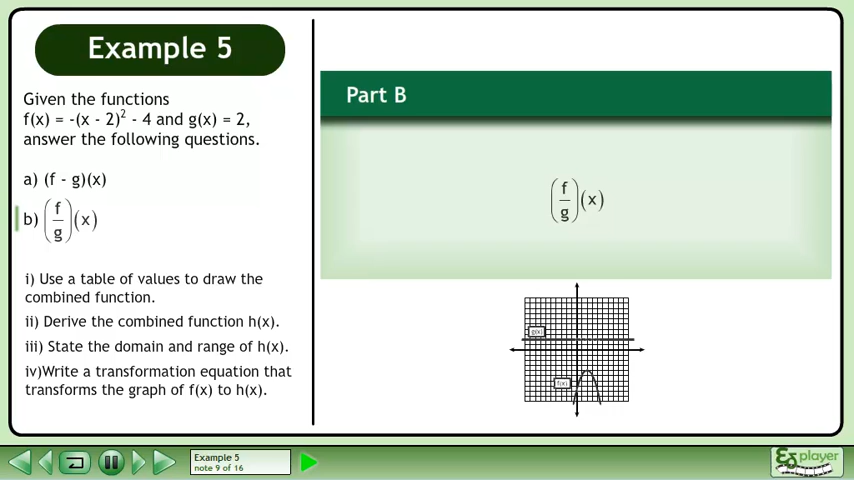 Example 5
Given the functions
f(x) = -(x - 2)² - 4 and g(x) = 2,
answer the following questions.
a) (f - g)(x)
b) (f/g)(x)
i) Use a table of values to draw the
combined function.
ii) Derive the combined function h(x).
iii) State the domain and range of h(x).
iv)Write a transformation equation that
transforms the graph of f(x) to h(x).
Part B
(f/g)(x)
g(x)
f(x)
Example 5
note 9 of 16
player